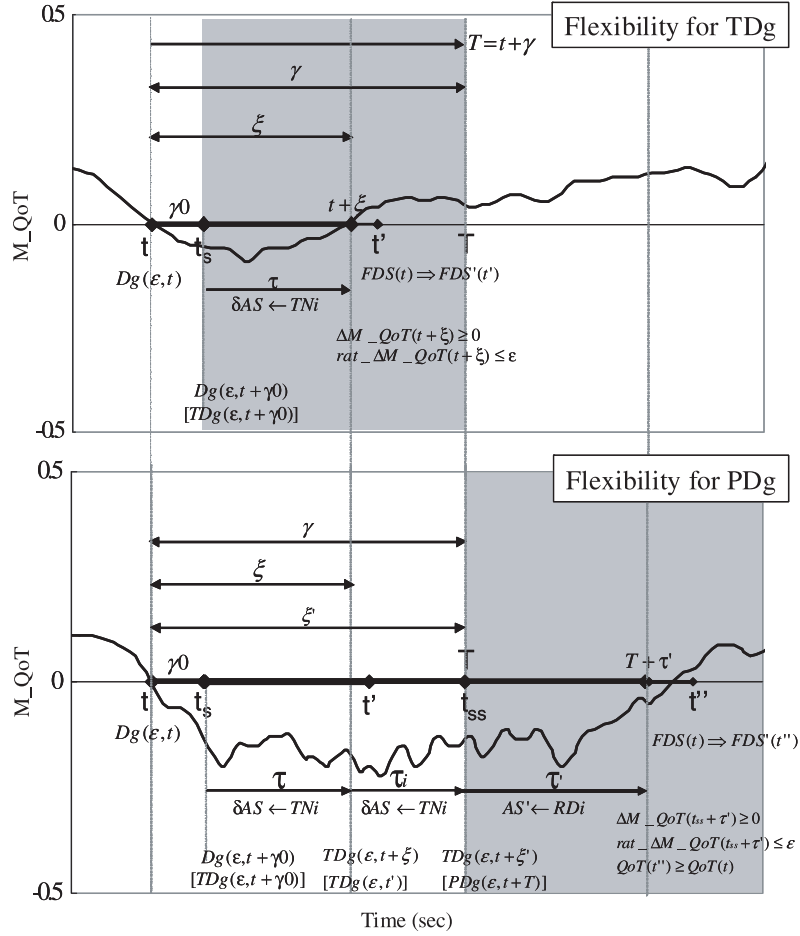 0.5
Flexibility for TDg
T=t+γ
γ
ξ
M_QoT
γ0
t+ξ
0
t
ts
t'
T
Dg(ε,t)
τ
FDS(t)⇒FDS'(t')
δAS←TNi
ΔM_QoT(t+ξ)≥0
rat_ΔM_QoT(t+ξ)≤ε
Dg(ε,t+γ0)
[TDg(ε,t+γ0)]
-0.5
0.5
Flexibility for PDg
γ
ξ
ξ'
M_QoT
γ0
T
T+τ'
0
t
ts
t'
tss
t''
Dg(ε,t)
FDS(t)⇒FDS'(t'')
τ
τi
τ'
δAS←TNi
δAS←TNi
AS'←RDi
ΔM_QoT(tss+τ')≥0
rat_ΔM_QoT(tss+τ')≤ε
QoT(t'')≥QoT(t)
Dg(ε,t+γ0)
[TDg(ε,t+γ0)]
TDg(ε,t+ξ)
[TDg(ε,t')]
TDg(ε,t+ξ')
[PDg(ε,t+T)]
-0.5
Time (sec)